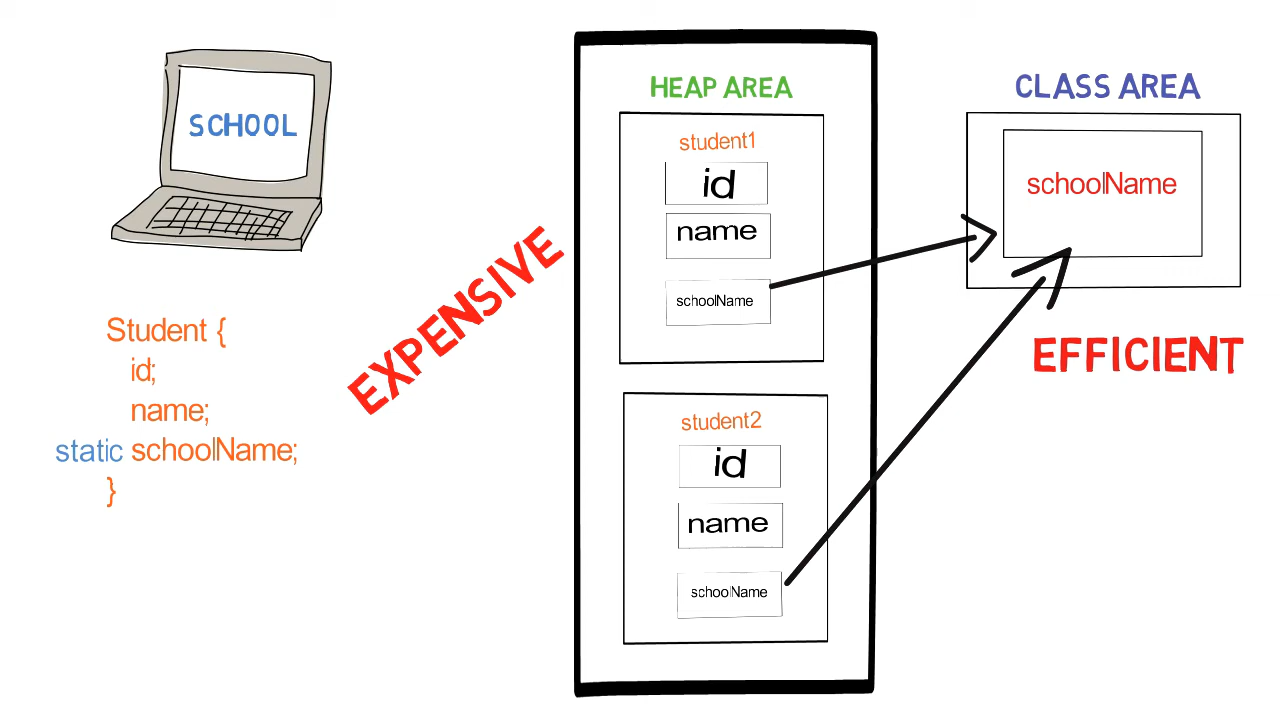 SCHOOL
Student {
id;
name;
static schoolName;
}
EXPENSIVE
HEAP AREA
student1
id
name
schoolName
student2
id
name
schoolName
CLASS AREA
schoolName
EFFICIENT